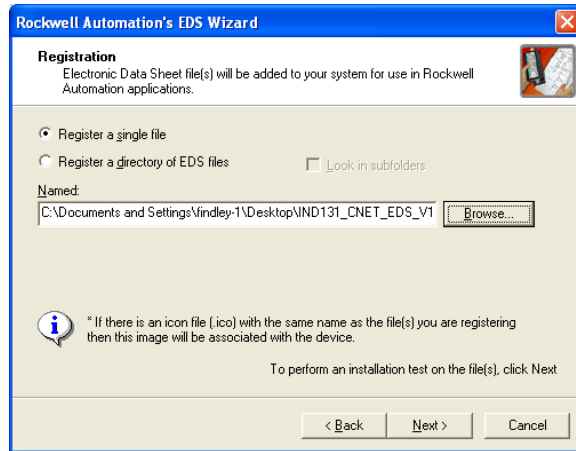 Rockwell Automation's EDS Wizard
Registration
Electronic Data Sheet file(s) will be added to your system for use in Rockwell
Automation applications.
Register a single file
Register a directory of EDS files
Look in subfolders
Named:
C:\Documents and Settings\findley-1\Desktop\IND131_CNET_EDS_V1
Browse...
* If there is an icon file (.ico) with the same name as the file(s) you are registering
then this image will be associated with the device.
To perform an installation test on the file(s), click Next
< Back
Next >
Cancel